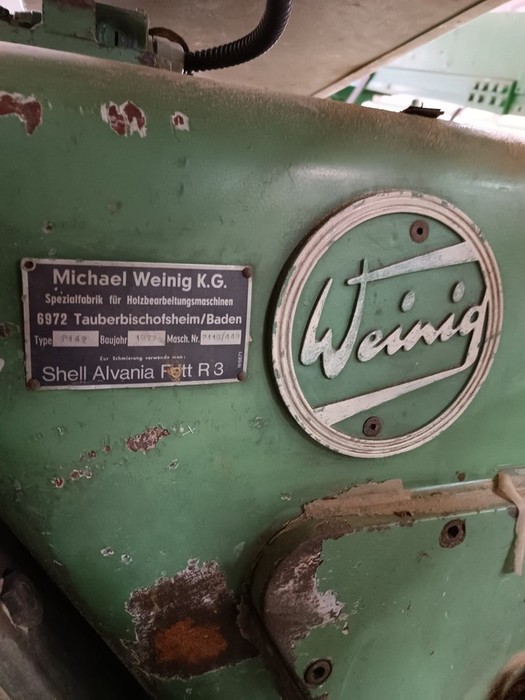 Michael Weinig K.G.
Spezialfabrik für Holzbearbeitungsmaschinen
6972 Tauberbischofsheim/Baden
Type Baujahr Masch. Nr.
Zur Schmierung verwende man:
Shell Alvania Fett R 3
Weinig